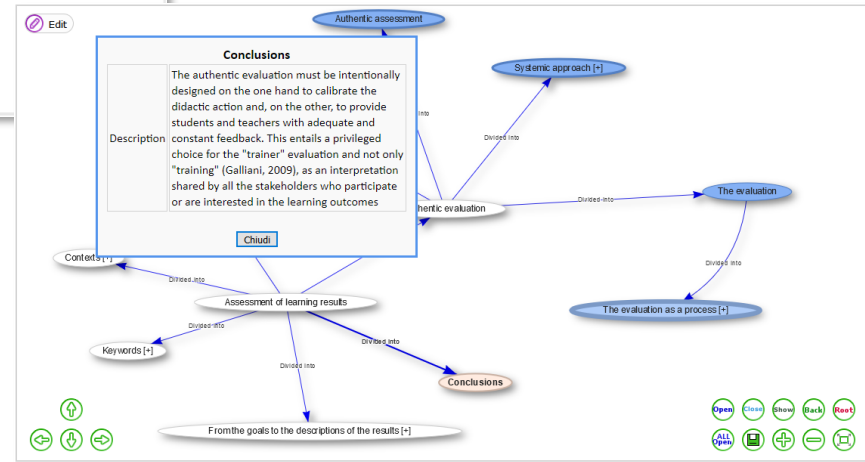 Edit
Authentic assessment
Conclusions
Description
The authentic evaluation must be intentionally
designed on the one hand to calibrate the
didactic action and, on the other, to provide
students and teachers with adequate and
constant feedback. This entails a privileged
choice for the "trainer" evaluation and not only
"training" (Galliani, 2009), as an interpretation
shared by all the stakeholders who participate
or are interested in the learning outcomes
Chiudi
Systemic approach [+]
into
Divided into
Divided into
The evaluation
hentic evaluation
Divided into
Contexts [+]
Divided into
Assessment of learning results
The evaluation as a process [+]
Divided into
Divided into
Keywords [+]
Divided into
Conclusions
From the goals to the descriptions of the results [+]
Open
Close
Show
Back
Root
ALL
Open